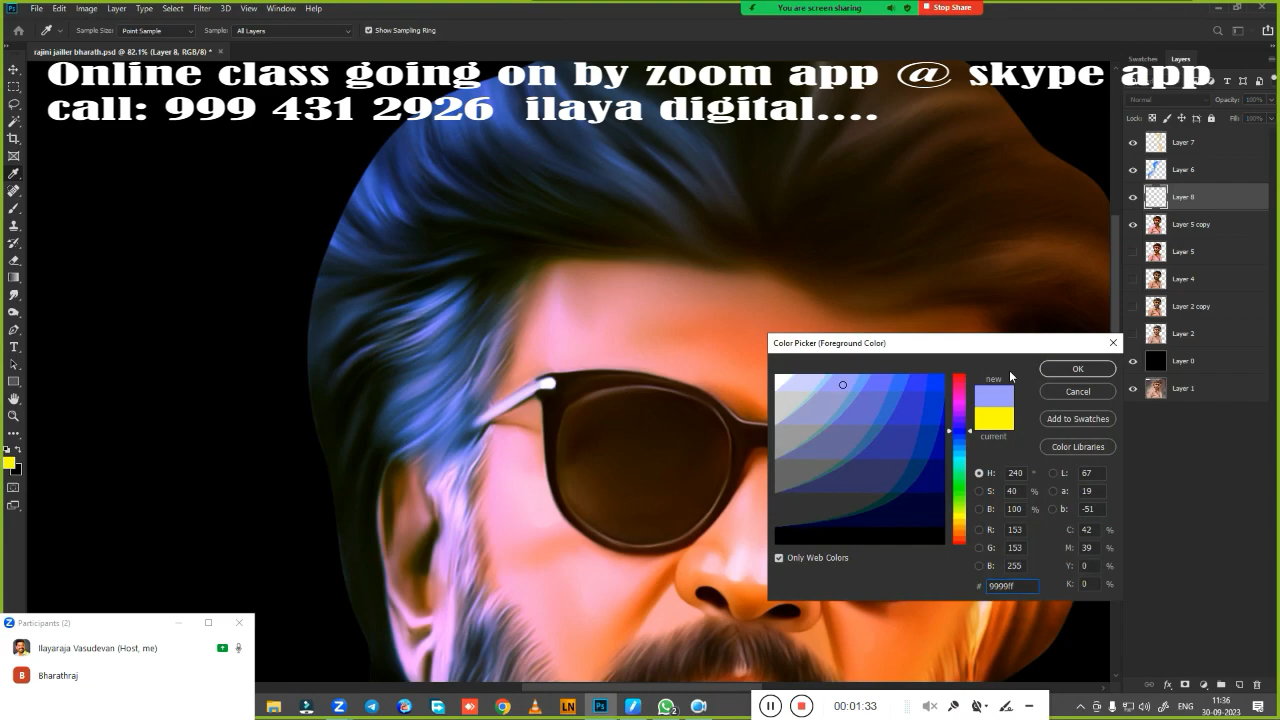 File Edit Image Layer Type Select Filter 3D View Window Help
You are screen sharing Stop Share
Sample Size: Point Sample Sample: All Layers Show Sampling Ring
rajini jailler bharath.psd @ 82.1% (Layer 8, RGB/8) *
Swatches Layers
Online class going on by zoom app @ skype app
call: 999 431 2926 ilaya digital....
Normal Opacity: 100%
Lock: Fill: 100%
Layer 7
Layer 6
Layer 8
Layer 5 copy
Layer 5
Layer 4
Layer 2 copy
Layer 2
Layer 0
Layer 1
Color Picker (Foreground Color)
new
current
OK
Cancel
Add to Swatches
Color Libraries
H: 240 ° L: 67
S: 40 % a: 19
B: 100 % b: -51
R: 153 C: 42 %
G: 153 M: 39 %
B: 255 Y: 0 %
# 9999ff K: 0 %
Only Web Colors
Participants (2)
Ilayaraja Vasudevan (Host, me)
B Bharathraj
Ps LN 2
00:01:33
ENG
11:36
30-09-2023